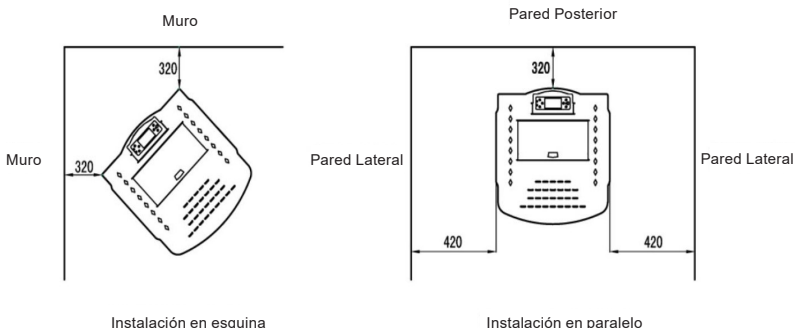 Muro
Pared Posterior
320
320
Muro
320
Pared Lateral
Pared Lateral
420
420
Instalación en esquina
Instalación en paralelo